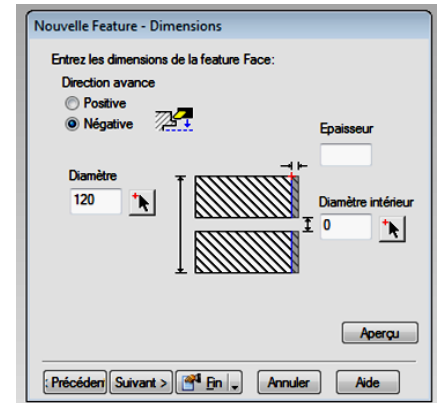 Nouvelle Feature - Dimensions
Entrez les dimensions de la feature Face:
Direction avance
Positive
Négative
Epaisseur
Diamètre
120
Diamètre intérieur
0
Aperçu
: Précéden Suivant > Fin Annuler Aide